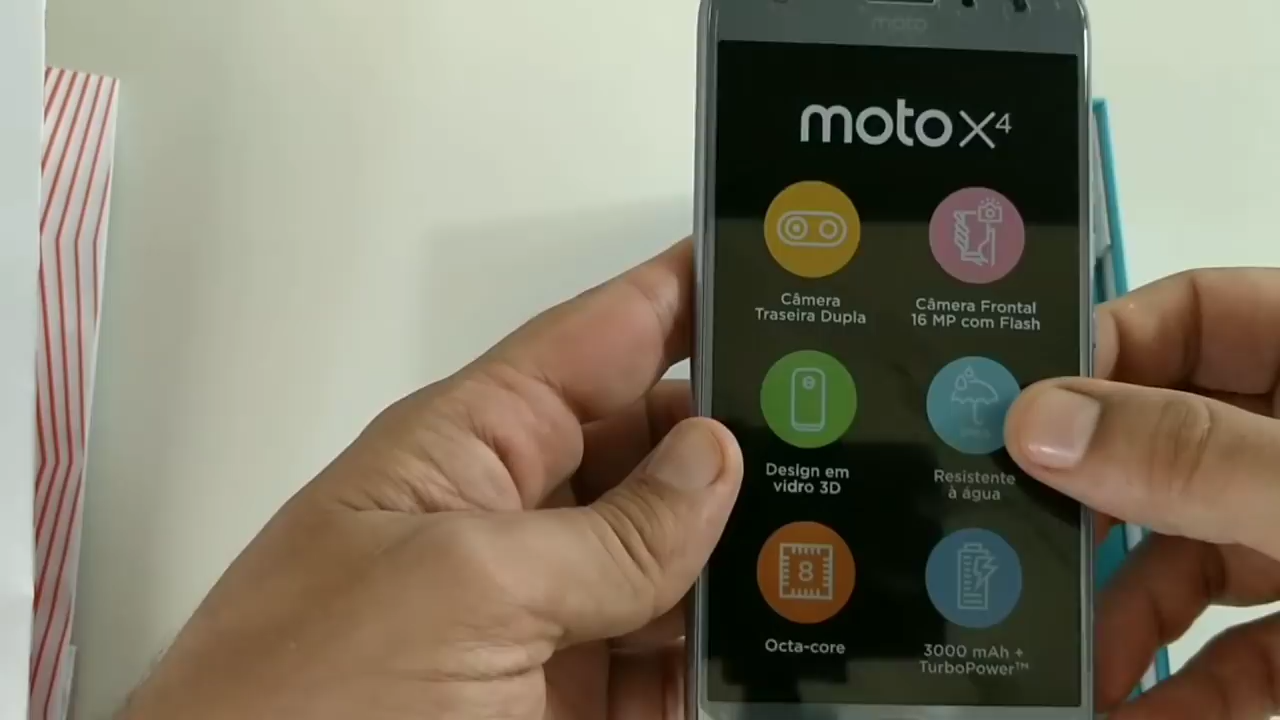 moto
moto x4
Câmera
Traseira Dupla
Câmera Frontal
16 MP com Flash
Design em
vidro 3D
Resistente
à água
8
Octa-core
3000 mAh +
TurboPower™